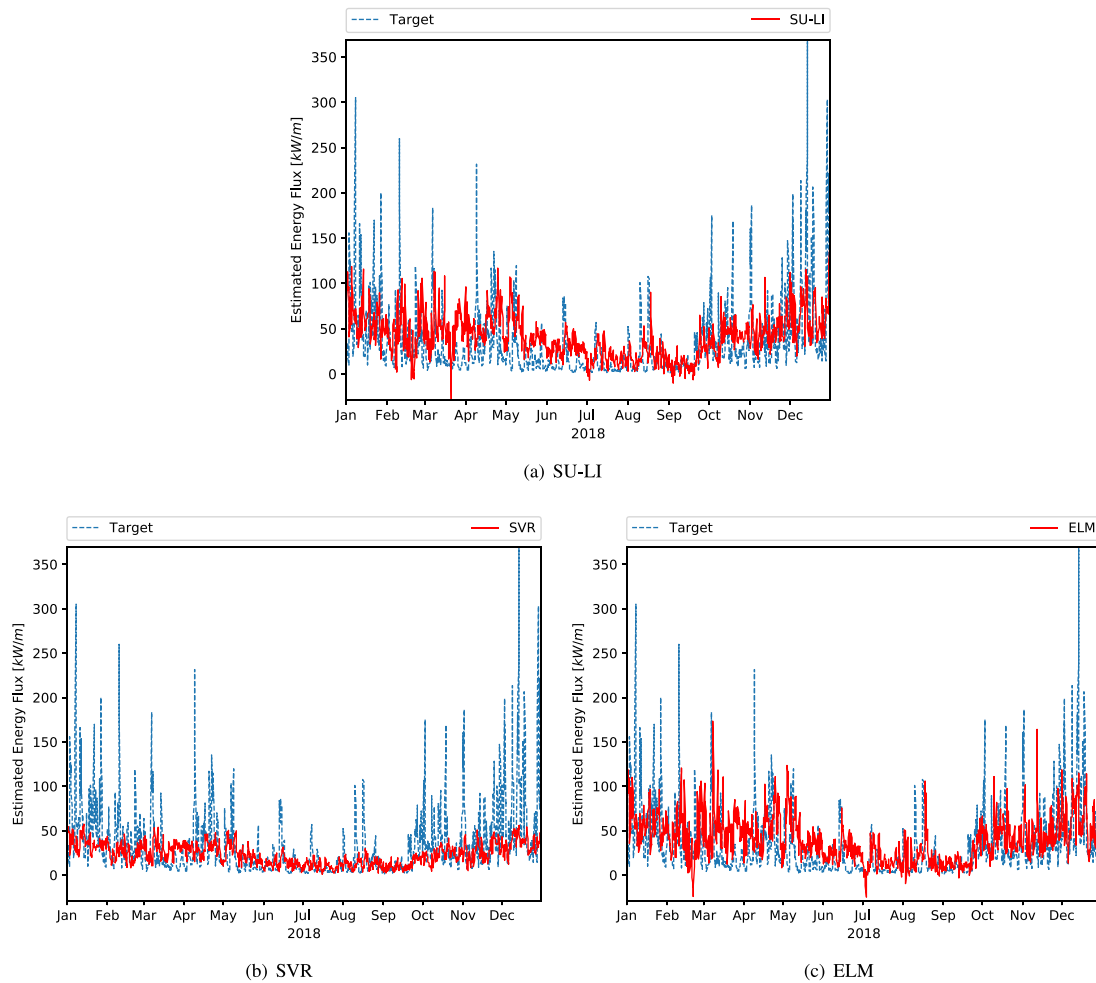 Target SU-LI
350
300
250
200
150
100
50
0
Estimated Energy Flux [kW/m]
Jan Feb Mar Apr May Jun Jul Aug Sep Oct Nov Dec
2018
(a) SU-LI
Target SVR
350
300
250
200
150
100
50
0
Estimated Energy Flux [kW/m]
Jan Feb Mar Apr May Jun Jul Aug Sep Oct Nov Dec
2018
(b) SVR
Target ELM
350
300
250
200
150
100
50
0
Estimated Energy Flux [kW/m]
Jan Feb Mar Apr May Jun Jul Aug Sep Oct Nov Dec
2018
(c) ELM